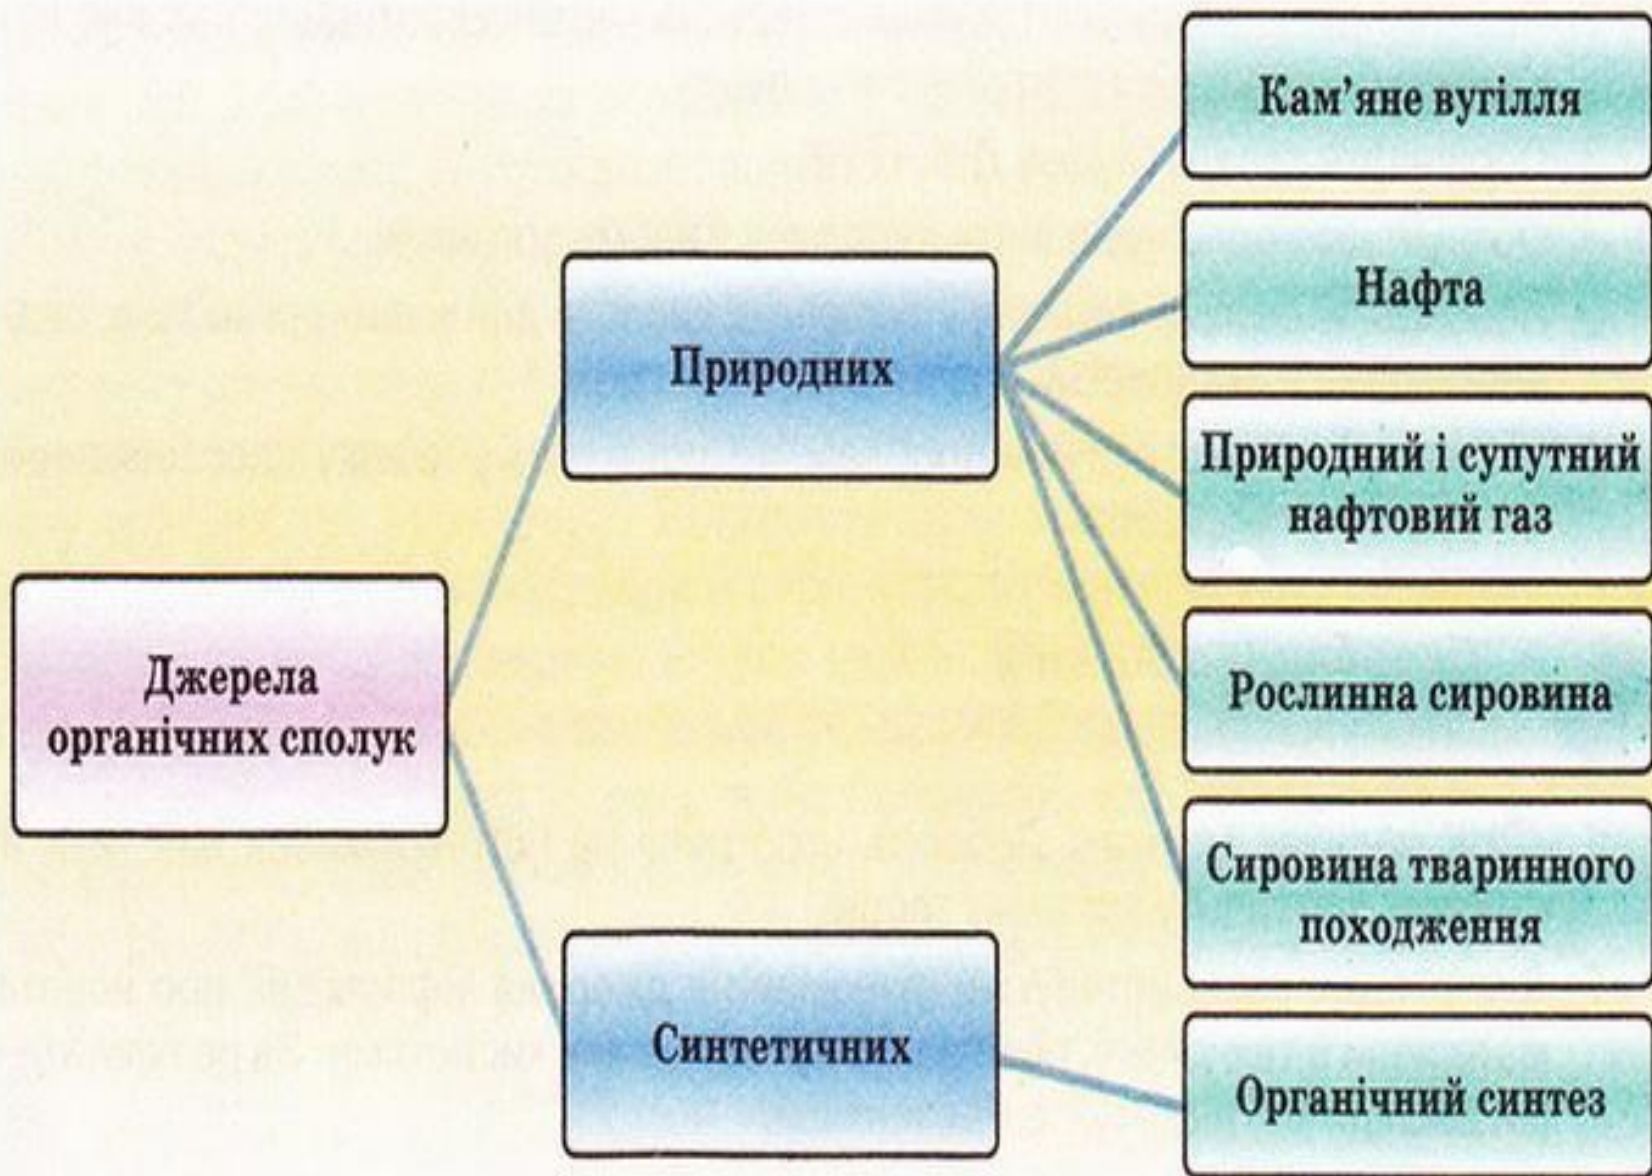 Кам’яне вугілля
Нафта
Природних
Природний і супутний
нафтовий газ
Джерела
органічних сполук
Рослинна сировина
Сировина тваринного
походження
Синтетичних
Органічний синтез